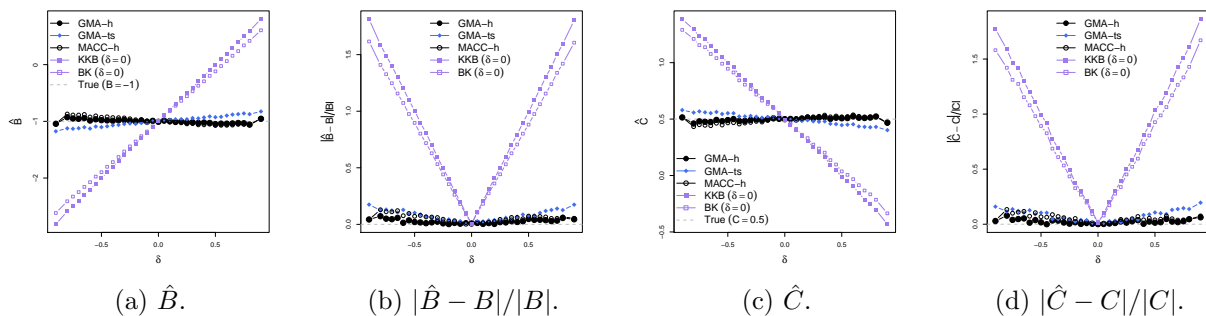 GMA−h
GMA−ts
MACC−h
KKB (δ = 0)
BK (δ = 0)
True (B = −1)
0
−1
−2
B̂
−0.5
0.0
0.5
δ
(a) B̂.
GMA−h
GMA−ts
MACC−h
KKB (δ = 0)
BK (δ = 0)
1.5
1.0
0.5
0.0
|B̂ − B|/|B|
−0.5
0.0
0.5
δ
(b) |B̂ − B|/|B|.
1.0
0.5
0.0
−0.5
Ĉ
GMA−h
GMA−ts
MACC−h
KKB (δ = 0)
BK (δ = 0)
True (C = 0.5)
−0.5
0.0
0.5
δ
(c) Ĉ.
GMA−h
GMA−ts
MACC−h
KKB (δ = 0)
BK (δ = 0)
1.5
1.0
0.5
0.0
|Ĉ − C|/|C|
−0.5
0.0
0.5
δ
(d) |Ĉ − C|/|C|.